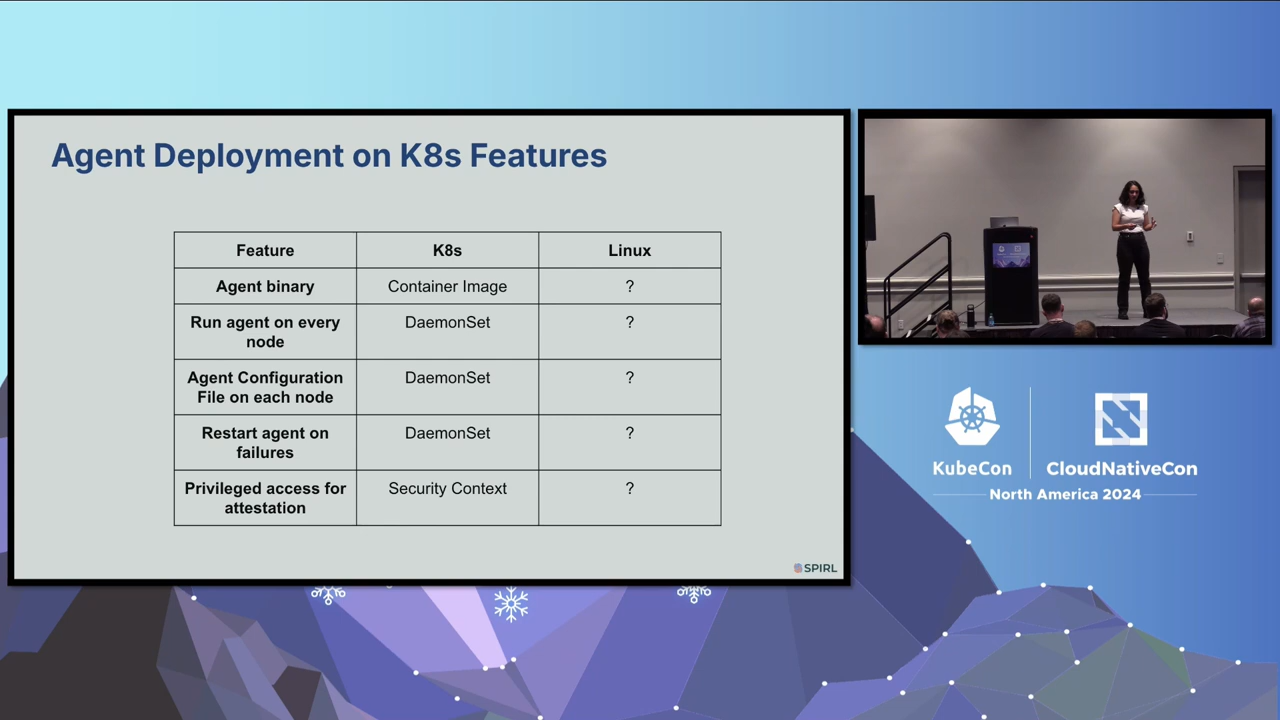 Agent Deployment on K8s Features
Feature K8s Linux
Agent binary Container Image ?
Run agent on every DaemonSet ?
node
Agent Configuration DaemonSet ?
File on each node
Restart agent on DaemonSet ?
failures
Privileged access for Security Context ?
attestation
SPIRL
KubeCon CloudNativeCon
North America 2024